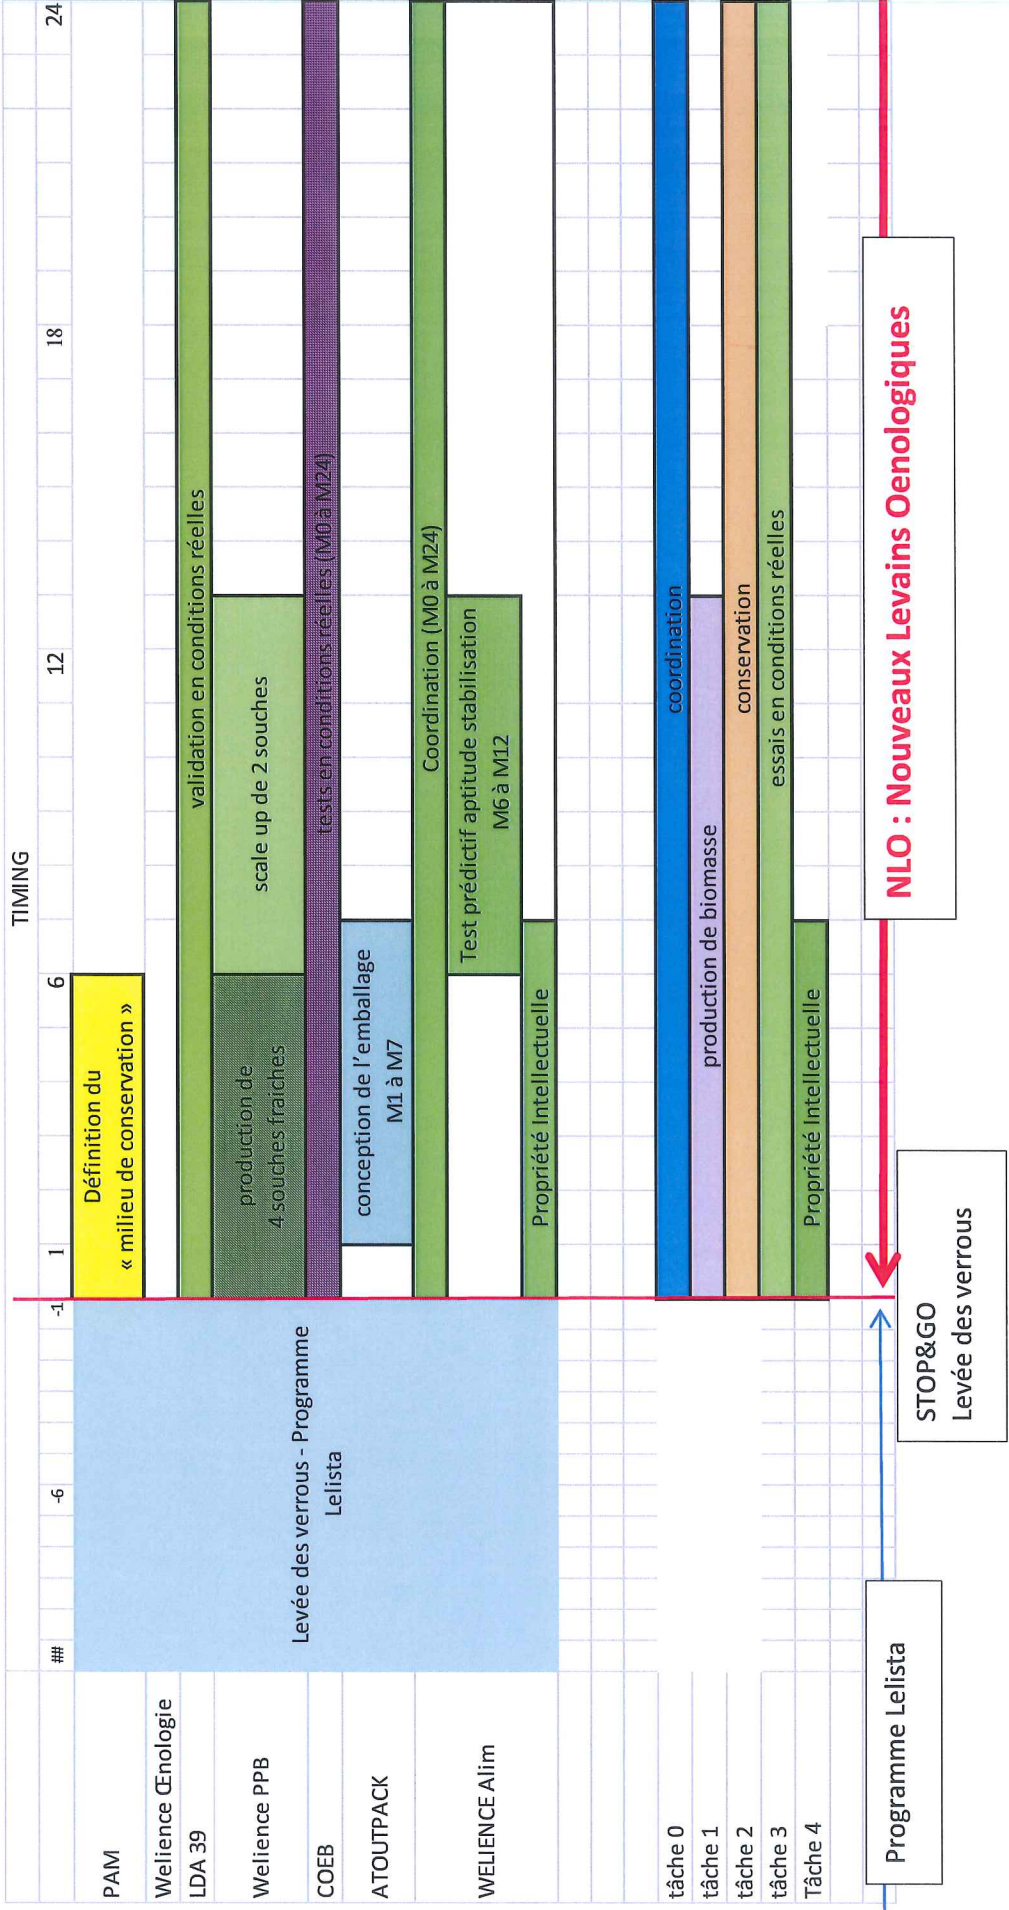 TIMING
##
-6
-1
1
6
12
18
24
PAM
Définition du
« milieu de conservation »
Welience Œnologie
LDA 39
validation en conditions réelles
Welience PPB
production de
4 souches fraiches
scale up de 2 souches
COEB
tests en conditions réelles (M0 à M24)
ATOUTPACK
conception de l'emballage
M1 à M7
Coordination (M0 à M24)
WELIENCE Alim
Test prédictif aptitude stabilisation
M6 à M12
Propriété Intellectuelle
Levée des verrous - Programme
Lelista
tâche 0
coordination
tâche 1
production de biomasse
tâche 2
conservation
tâche 3
essais en conditions réelles
Tâche 4
Propriété Intellectuelle
Programme Lelista
STOP&GO
Levée des verrous
NLO : Nouveaux Levains Oenologiques